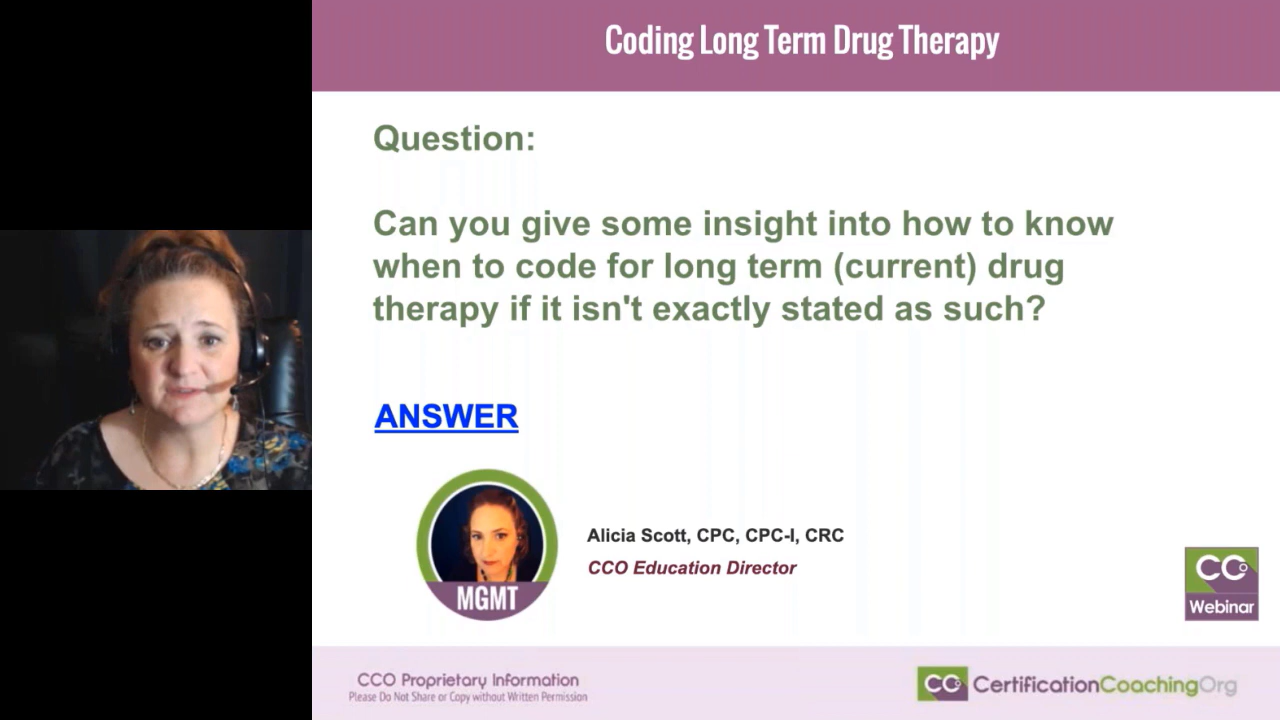 Coding Long Term Drug Therapy
Question:
Can you give some insight into how to know
when to code for long term (current) drug
therapy if it isn't exactly stated as such?
ANSWER
MGMT
Alicia Scott, CPC, CPC-I, CRC
CCO Education Director
CCO
Webinar
CCO Proprietary Information
Please Do Not Share or Copy without Written Permission
CCO CertificationCoachingOrg